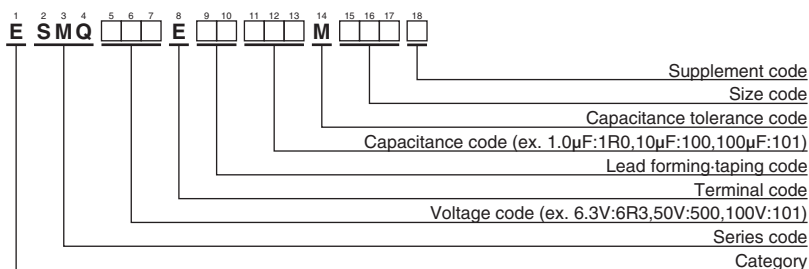 1 2 3 4 5 6 7 8 9 10 11 12 13 14 15 16 17 18
E S M Q □ □ □ E □ □ □ □ □ M □ □ □ □
Supplement code
Size code
Capacitance tolerance code
Capacitance code (ex. 1.0µF:1R0,10µF:100,100µF:101)
Lead forming·taping code
Terminal code
Voltage code (ex. 6.3V:6R3,50V:500,100V:101)
Series code
Category